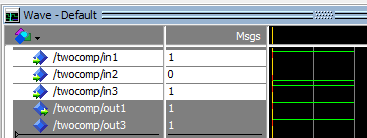 Wave - Default
Msgs
/twocomp/in1 1
/twocomp/in2 0
/twocomp/in3 1
/twocomp/out1 1
/twocomp/out3 1